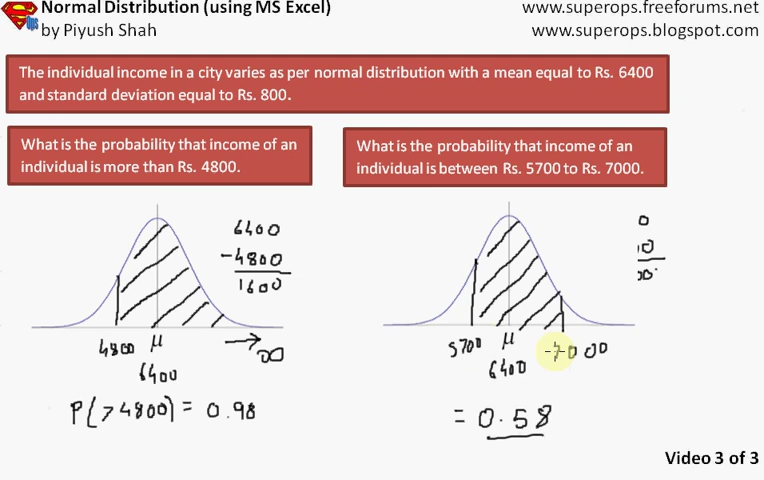 Normal Distribution (using MS Excel)
by Piyush Shah
www.superops.freeforums.net
www.superops.blogspot.com
The individual income in a city varies as per normal distribution with a mean equal to Rs. 6400
and standard deviation equal to Rs. 800.
What is the probability that income of an
individual is more than Rs. 4800.
6400
-4800
1600
4800 μ ∞
6400
P(>4800) = 0.98
What is the probability that income of an
individual is between Rs. 5700 to Rs. 7000.
0
10
5700 μ 7000
6400
= 0.58
Video 3 of 3